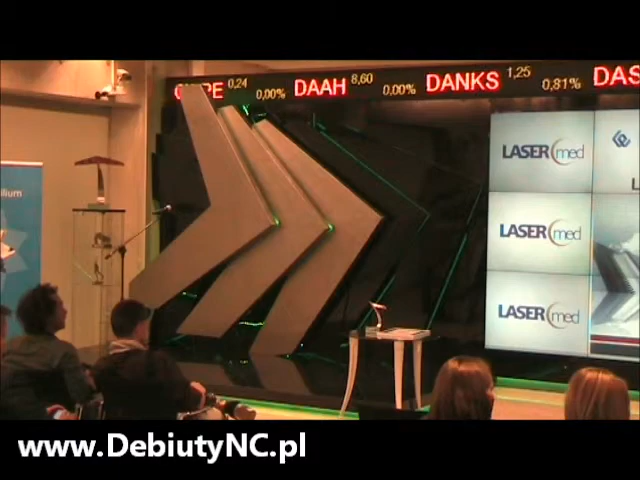 0,24 0,00% DAAH 8,60 0,00% DANKS 1,25 0,81% DAS
LASER med
LASER med
LASER med
ilium
www.DebiutyNC.pl